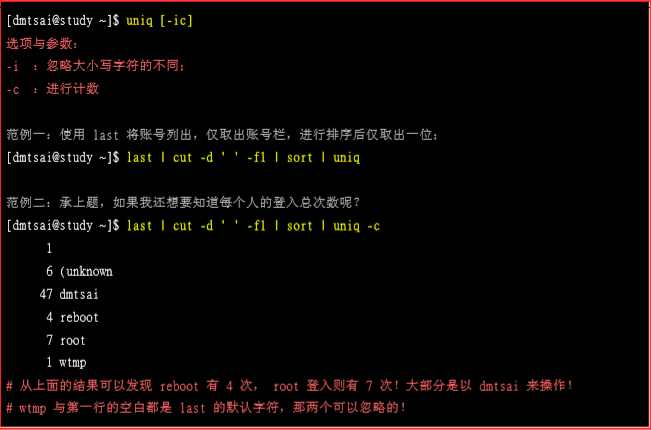 [dmtsai@study ~]$ uniq [-ic]
选项与参数：
-i ：忽略大小写字符的不同；
-c ：进行计数
范例一：使用 last 将账号列出，仅取出账号栏，进行排序后仅取出一位；
[dmtsai@study ~]$ last | cut -d ' ' -f1 | sort | uniq
范例二：承上题，如果我还想要知道每个人的登入总次数呢？
[dmtsai@study ~]$ last | cut -d ' ' -f1 | sort | uniq -c
1
6 (unknown
47 dmtsai
4 reboot
7 root
1 wtmp
# 从上面的结果可以发现 reboot 有 4 次， root 登入则有 7 次！大部分是以 dmtsai 来操作！
# wtmp 与第一行的空白都是 last 的默认字符，那两个可以忽略的！